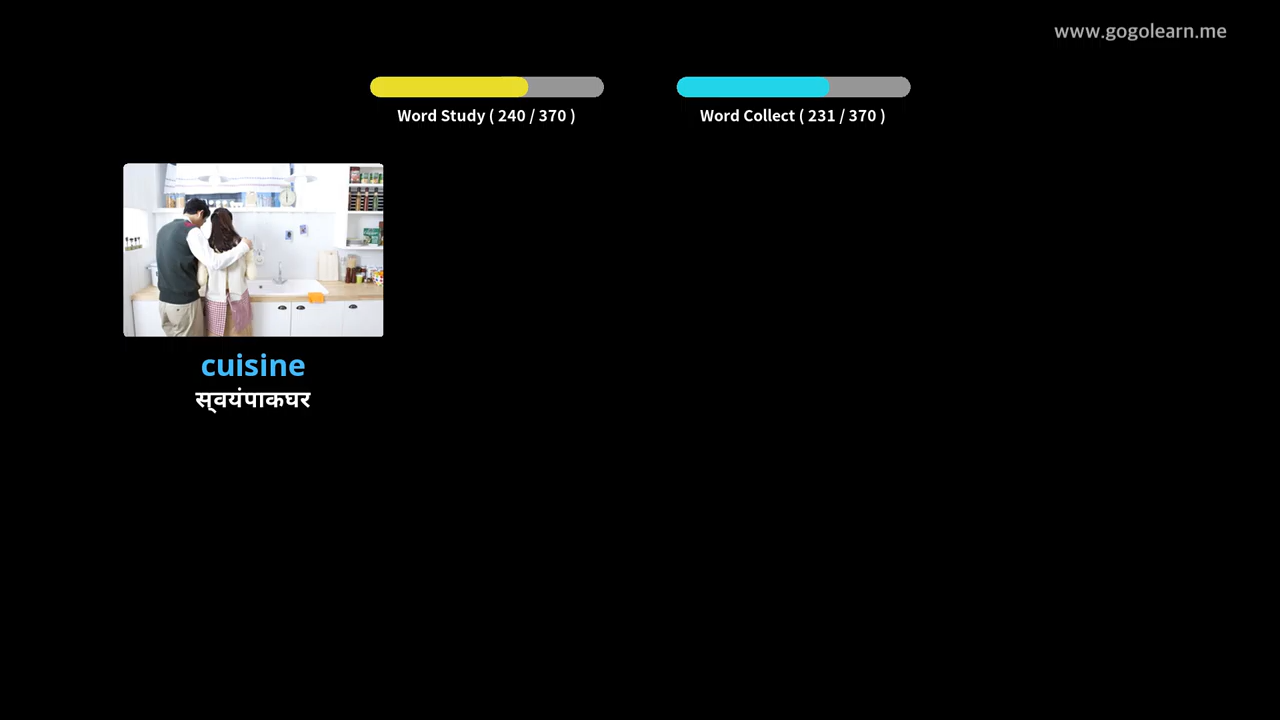 www.gogolearn.me
Word Study ( 240 / 370 )
Word Collect ( 231 / 370 )
cuisine
स्वयंपाकघर